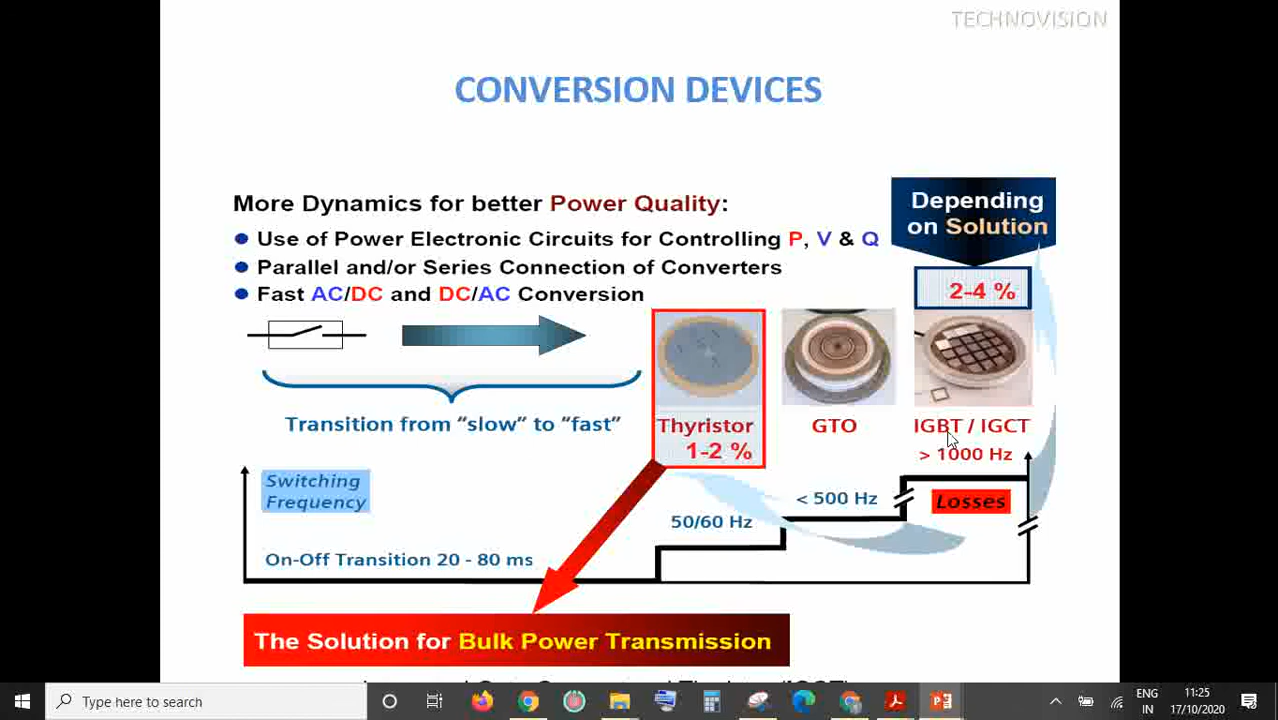 TECHNOVISION
CONVERSION DEVICES
More Dynamics for better Power Quality:
Use of Power Electronic Circuits for Controlling P, V & Q
Parallel and/or Series Connection of Converters
Fast AC/DC and DC/AC Conversion
Depending
on Solution
2-4 %
Transition from “slow” to “fast”
Thyristor
1-2 %
GTO
IGBT / IGCT
> 1000 Hz
Switching
Frequency
50/60 Hz
< 500 Hz
Losses
On-Off Transition 20 - 80 ms
The Solution for Bulk Power Transmission
Type here to search
ENG
IN
11:25
17/10/2020